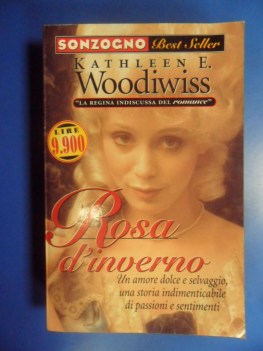 SONZOGNO Best Seller
KATHLEEN E.
Woodiwiss
"LA REGINA INDISCUSSA DEL romance"
LIRE
9.900
Rosa
d'inverno
Un amore dolce e selvaggio,
una storia indimenticabile
di passioni e sentimenti